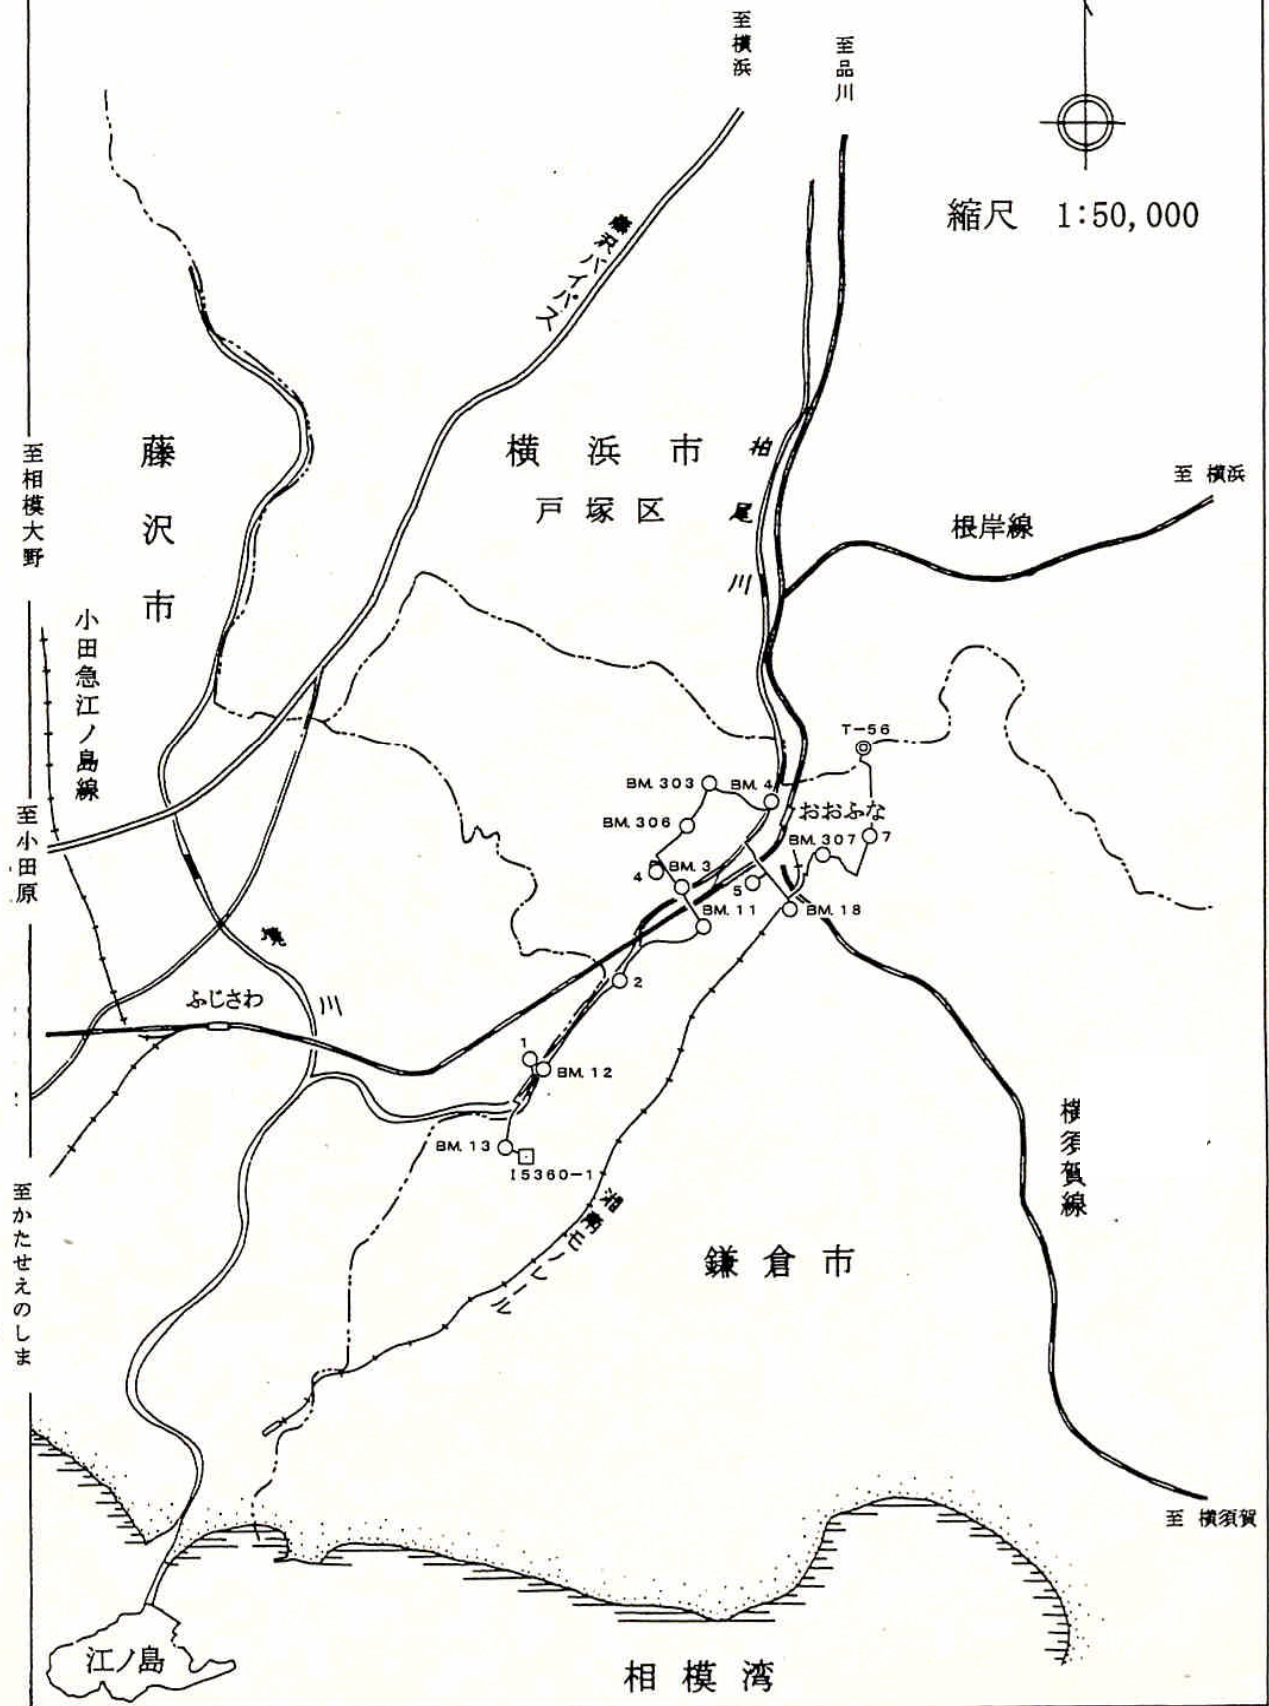 至横浜
至品川
縮尺 1:50,000
藤沢バイパス
藤沢市
横浜市
戸塚区
柏尾川
至 横浜
根岸線
至相模大野
小田急江ノ島線
至小田原
T-56
BM. 303
BM. 4
おおふな
BM. 306
BM. 307
7
4
BM. 3
5
BM. 11
BM. 18
境川
2
ふじさわ
1
BM. 12
BM. 13
I5360-1
横須賀線
至かたせえのしま
湘南モノレール
鎌倉市
至 横須賀
江ノ島
相模湾